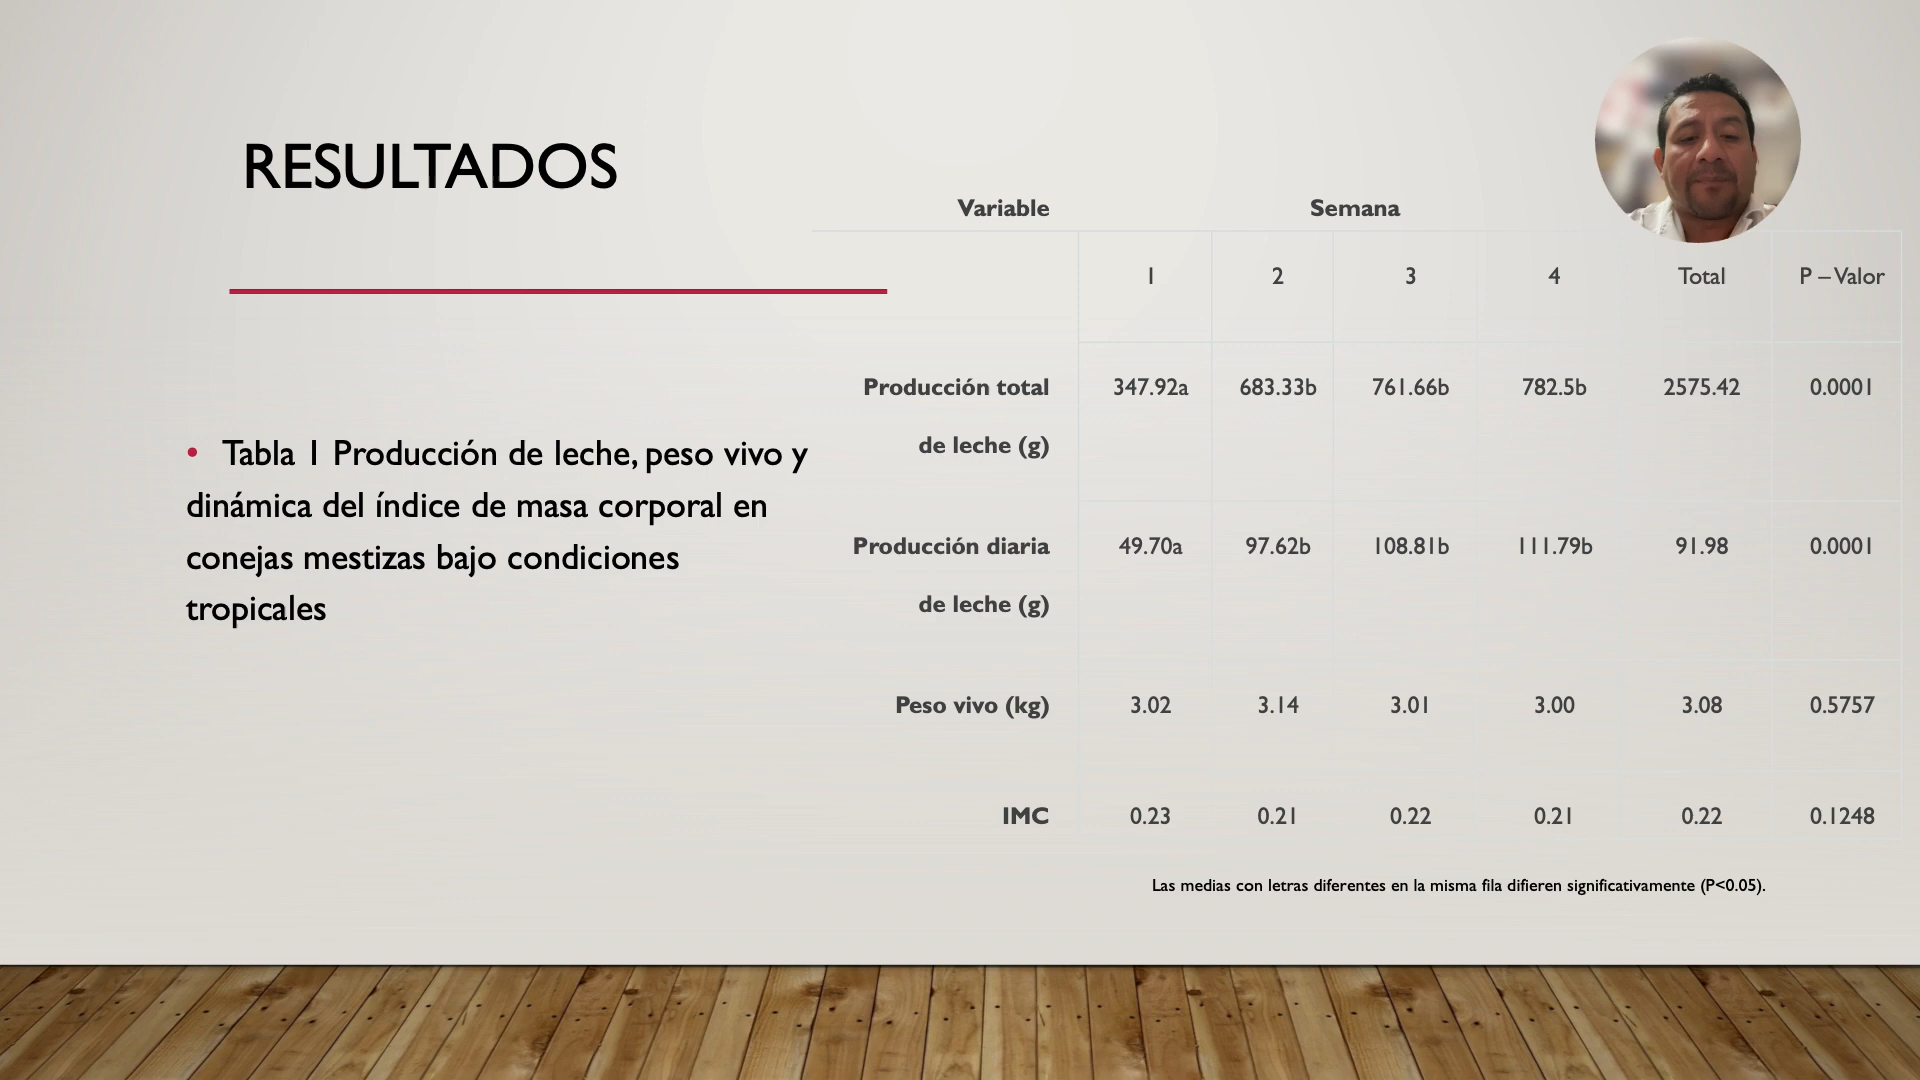 RESULTADOS
• Tabla 1 Producción de leche, peso vivo y
dinámica del índice de masa corporal en
conejas mestizas bajo condiciones
tropicales
Variable Semana
1 2 3 4 Total P – Valor
Producción total 347.92a 683.33b 761.66b 782.5b 2575.42 0.0001
de leche (g)
Producción diaria 49.70a 97.62b 108.81b 111.79b 91.98 0.0001
de leche (g)
Peso vivo (kg) 3.02 3.14 3.01 3.00 3.08 0.5757
IMC 0.23 0.21 0.22 0.21 0.22 0.1248
Las medias con letras diferentes en la misma fila difieren significativamente (P<0.05).